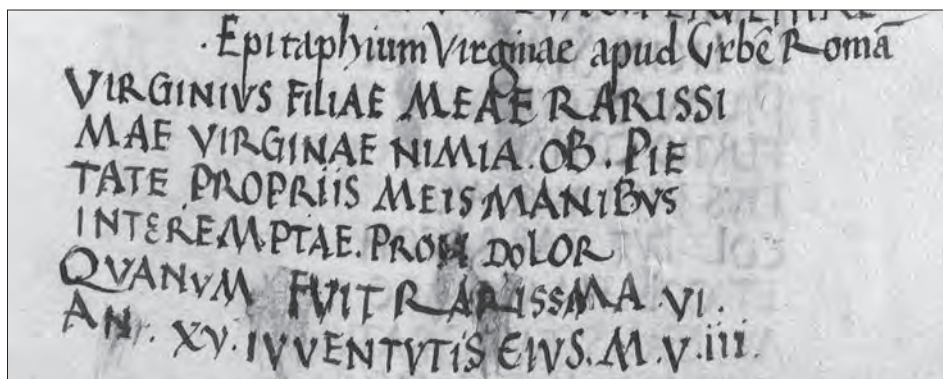 · Epitaphium Virginae apud Urbē Romā
VIRGINIVS FILIAE MEAE RARISSI
MAE VIRGINAE NIMIA . OB . PIE
TATE PROPRIIS MEIS MANIBVS
INTEREMPTAE . PROH DOLOR
QVANVM FVIT RARISSMA VI .
AN . XV . IVVENTVTIS EIVS . M . V . iii .